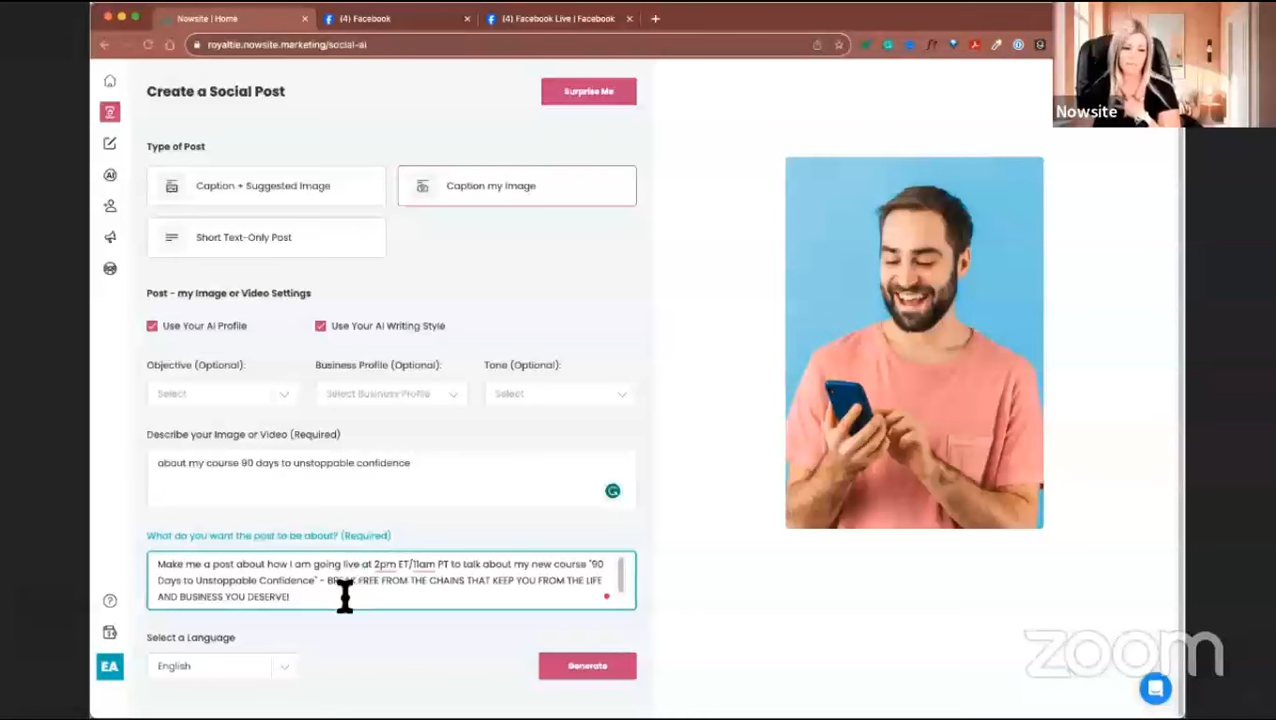 Nowsite | Home
(4) Facebook
(4) Facebook Live | Facebook
royaltie.nowsite.marketing/social-ai
Nowsite
Create a Social Post
Surprise Me
Type of Post
Caption + Suggested Image
Caption my Image
Short Text-Only Post
Post - my Image or Video Settings
Use Your AI Profile
Use Your AI Writing Style
Objective (Optional):
Business Profile (Optional):
Tone (Optional):
Select
Select Business Profile
Select
Describe your Image or Video (Required)
about my course 90 days to unstoppable confidence
What do you want the post to be about? (Required)
Make me a post about how I am going live at 2pm ET/11am PT to talk about my new course "90
Days to Unstoppable Confidence" - BREAK FREE FROM THE CHAINS THAT KEEP YOU FROM THE LIFE
AND BUSINESS YOU DESERVE!
Select a Language
English
Generate
AI
EA
zoom